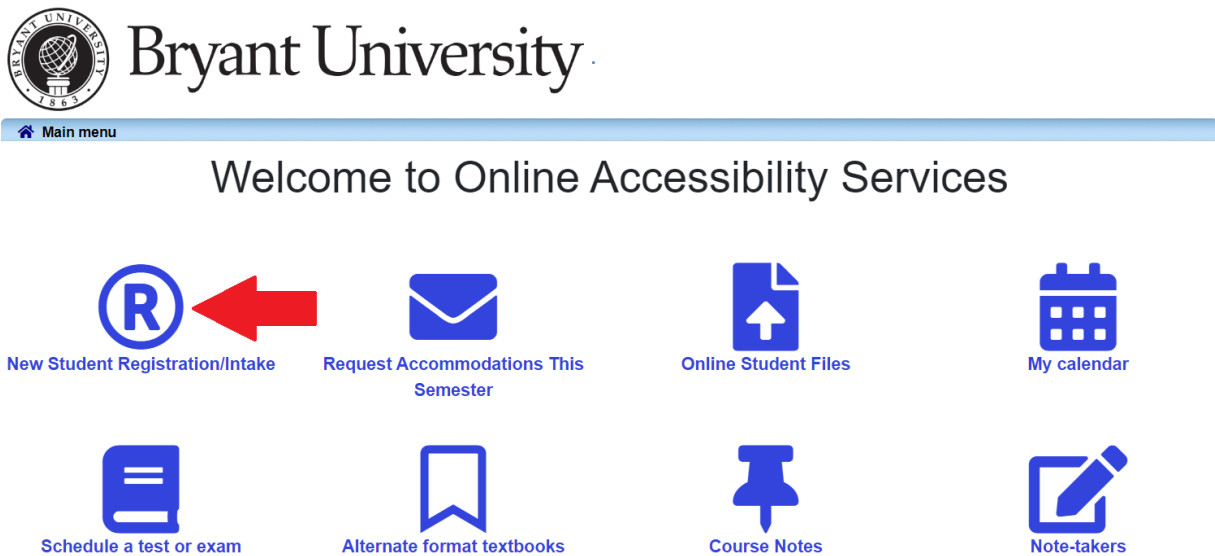 BRYANT UNIVERSITY
1863
Bryant University
Main menu
Welcome to Online Accessibility Services
R
New Student Registration/Intake
Request Accommodations This
Semester
Online Student Files
My calendar
Schedule a test or exam
Alternate format textbooks
Course Notes
Note-takers